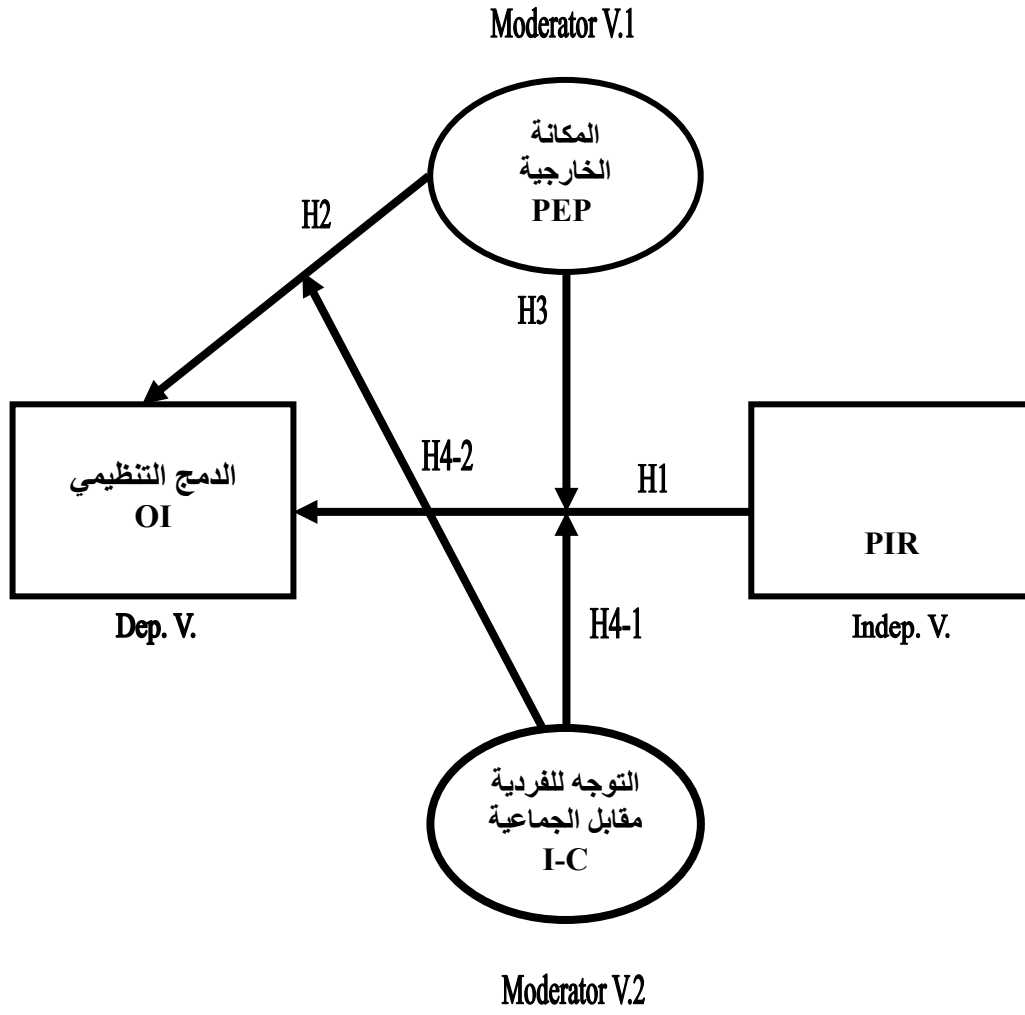 Moderator V.1
المكانة
الخارجية
PEP
H2
H3
H1
H4-2
الدمج التنظيمي
OI
PIR
Dep. V.
H4-1
Indep. V.
التوجه للفردية
مقابل الجماعية
I-C
Moderator V.2